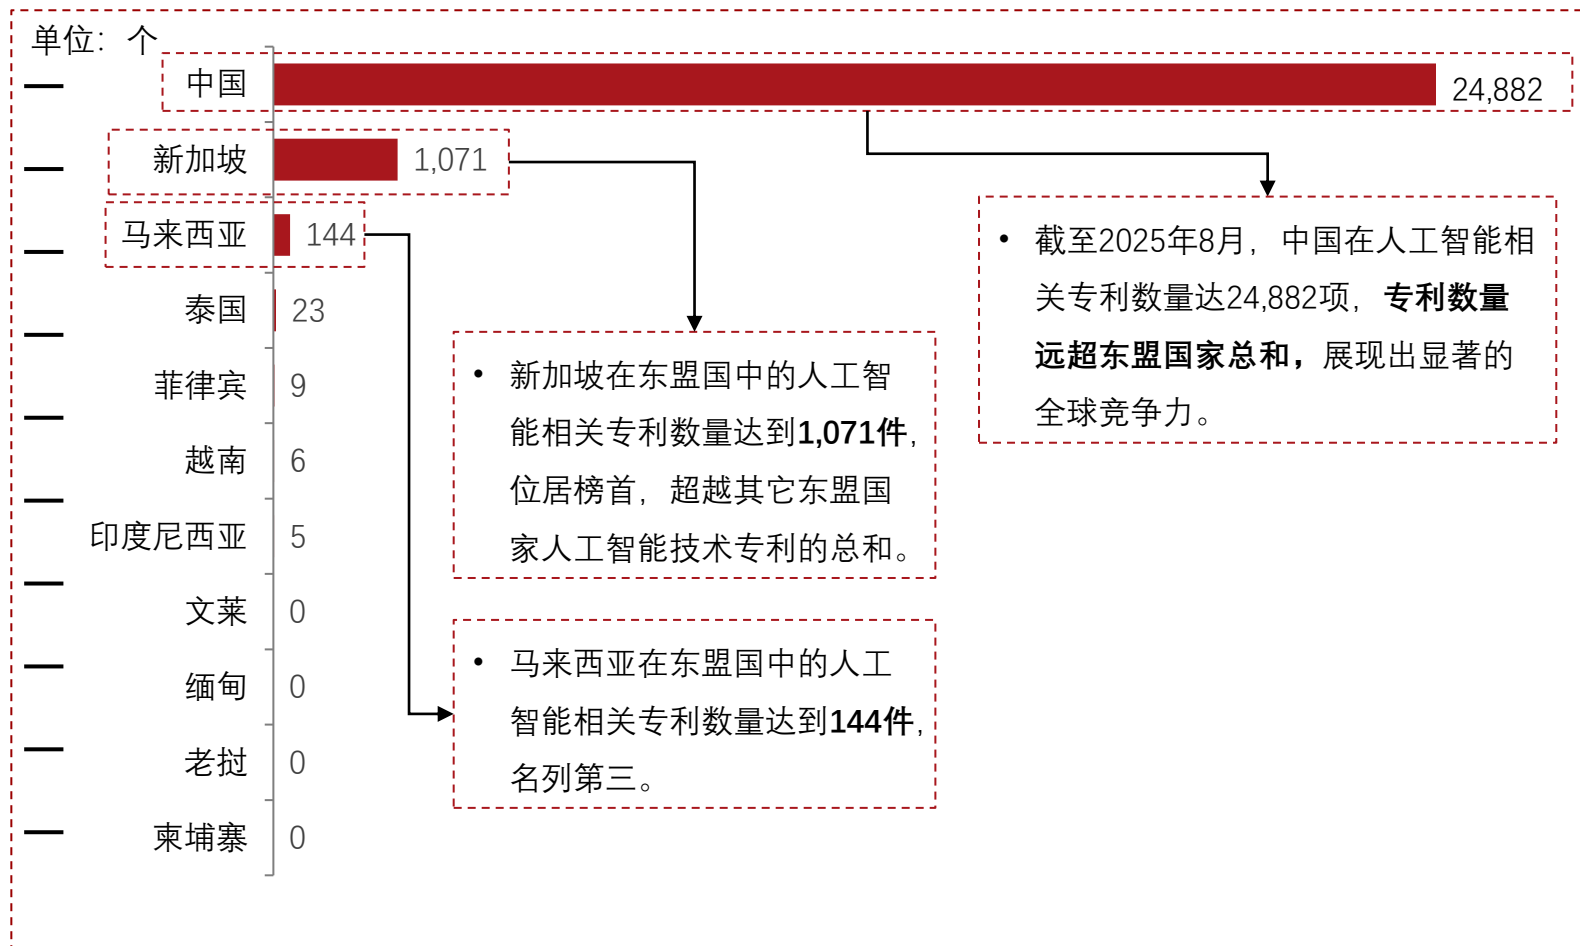 单位：个
中国 24,882
新加坡 1,071
马来西亚 144
泰国 23
菲律宾 9
越南 6
印度尼西亚 5
文莱 0
缅甸 0
老挝 0
柬埔寨 0
• 截至2025年8月，中国在人工智能相
关专利数量达24,882项，专利数量
远超东盟国家总和，展现出显著的
全球竞争力。
• 新加坡在东盟国中的人工智
能相关专利数量达到1,071件，
位居榜首，超越其它东盟国
家人工智能技术专利的总和。
• 马来西亚在东盟国中的人工
智能相关专利数量达到144件，
名列第三。